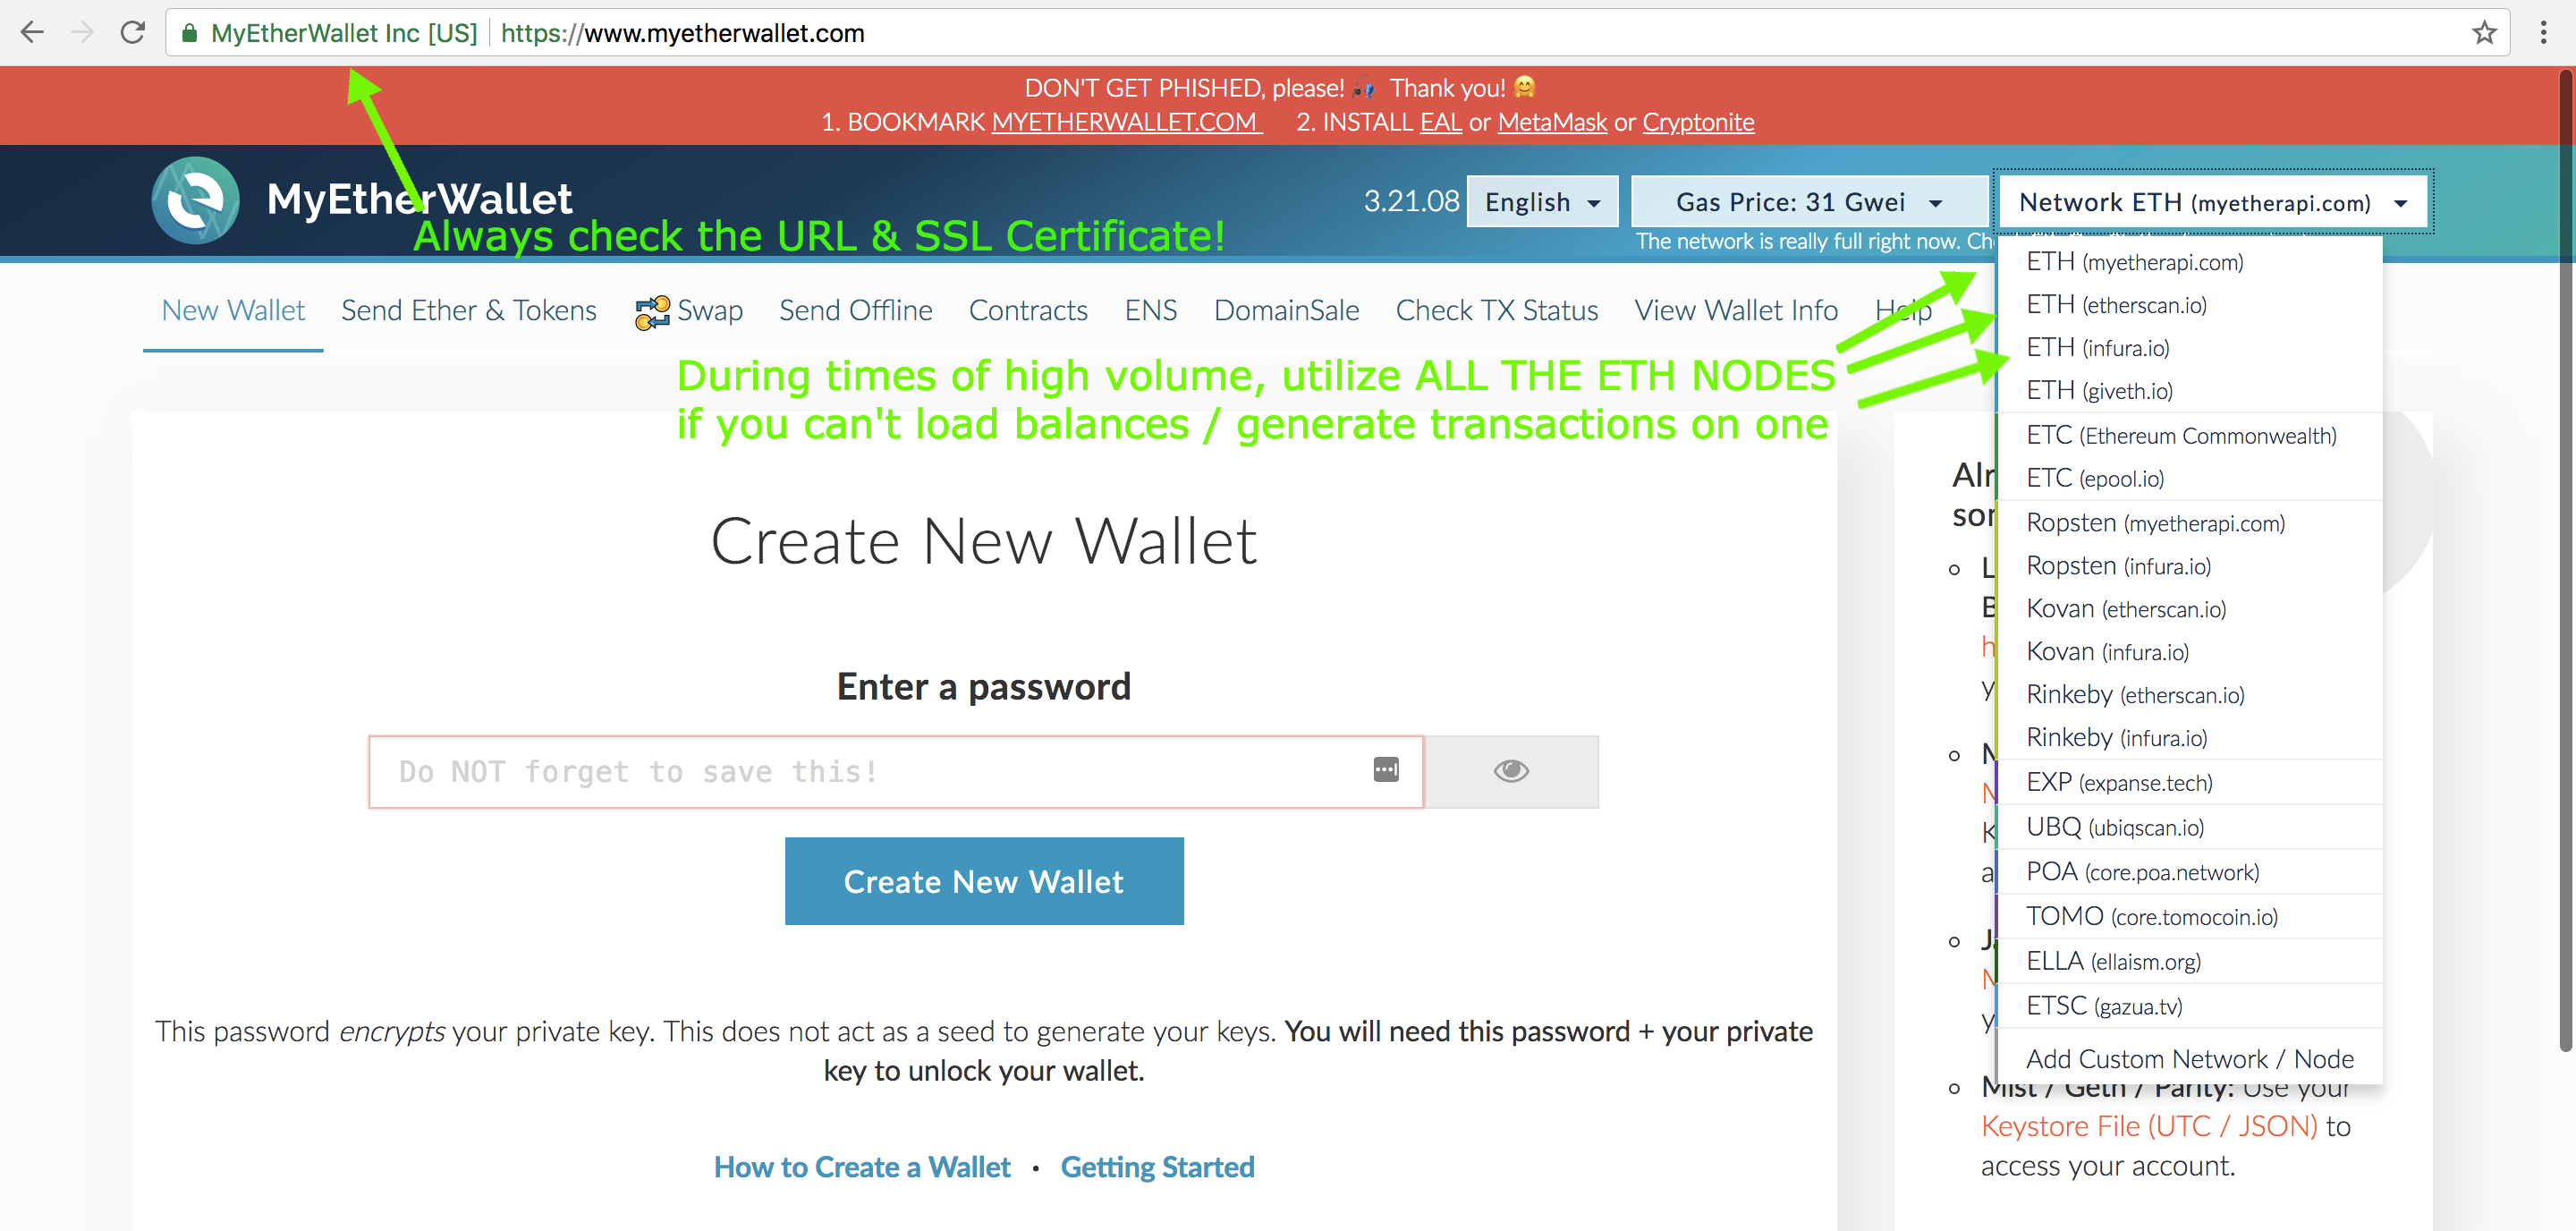 MyEtherWallet Inc [US] https://www.myetherwallet.com
DON'T GET PHISHED, please! 🎣 Thank you! 🤗
1. BOOKMARK MYETHERWALLET.COM 2. INSTALL EAL or MetaMask or Cryptonite
MyEtherWallet
3.21.08 English Gas Price: 31 Gwei Network ETH (myetherapi.com)
The network is really full right now.
Always check the URL & SSL Certificate!
New Wallet Send Ether & Tokens Swap Send Offline Contracts ENS DomainSale Check TX Status View Wallet Info Help
During times of high volume, utilize ALL THE ETH NODES
if you can't load balances / generate transactions on one
ETH (myetherapi.com)
ETH (etherscan.io)
ETH (infura.io)
ETH (giveth.io)
ETC (Ethereum Commonwealth)
ETC (epool.io)
Ropsten (myetherapi.com)
Ropsten (infura.io)
Kovan (etherscan.io)
Kovan (infura.io)
Rinkeby (etherscan.io)
Rinkeby (infura.io)
EXP (expanse.tech)
UBQ (ubiqscan.io)
POA (core.poa.network)
TOMO (core.tomocoin.io)
ELLA (ellaism.org)
ETSC (gazua.tv)
Add Custom Network / Node
Create New Wallet
Enter a password
Do NOT forget to save this!
Create New Wallet
This password encrypts your private key. This does not act as a seed to generate your keys. You will need this password + your private
key to unlock your wallet.
How to Create a Wallet • Getting Started
Mist / Geth / Parity: Use your
Keystore File (UTC / JSON) to
access your account.